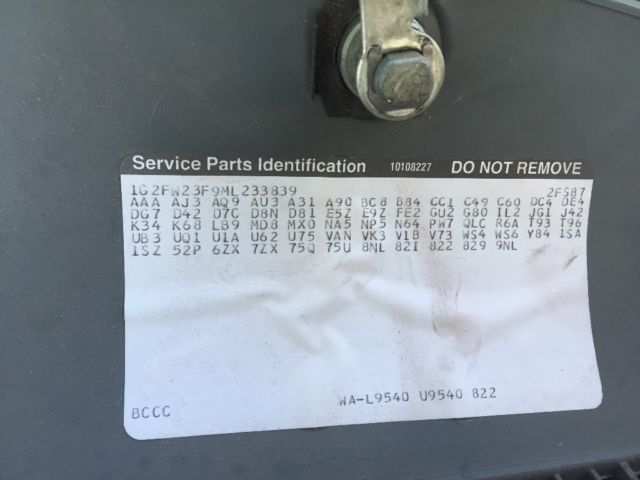 Service Parts Identification 10108227 DO NOT REMOVE
1G2FW23F9ML233839 2FS87
AAA AJ3 AQ9 AU3 A31 A90 BC8 B84 CC1 C49 C60 DC4 DE4
DG7 D42 D7C D8N D81 E5Z E9Z FE2 GU2 G80 IL2 JG1 J42
K34 K68 LB9 MD8 MX0 NA5 NP5 N64 PW7 QLC R6A T93 T96
UB3 UQ1 U1A U62 U75 VAN VK3 V1B V73 WS4 WS6 Y84 1SA
1SZ 52P 6ZX 7ZX 75Q 75U 8NL 82I 822 829 9NL
WA-L9540 U9540 822
BCCC